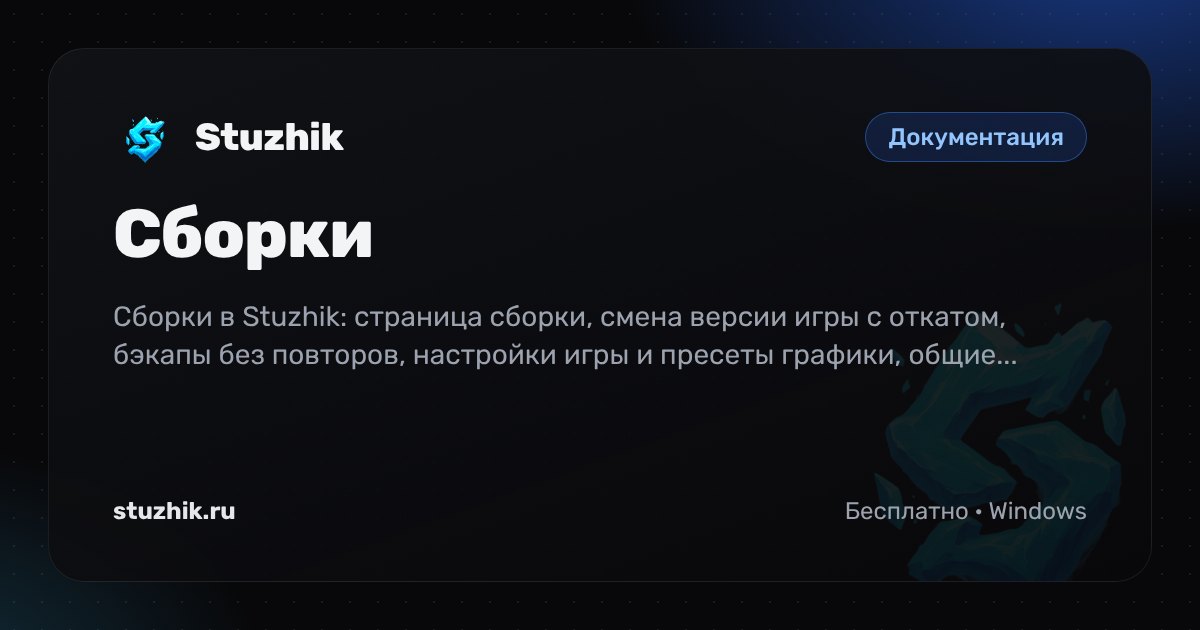 Stuzhik
Документация
Сборки
Сборки в Stuzhik: страница сборки, смена версии игры с откатом,
бэкапы без повторов, настройки игры и пресеты графики, общие...
stuzhik.ru
Бесплатно • Windows